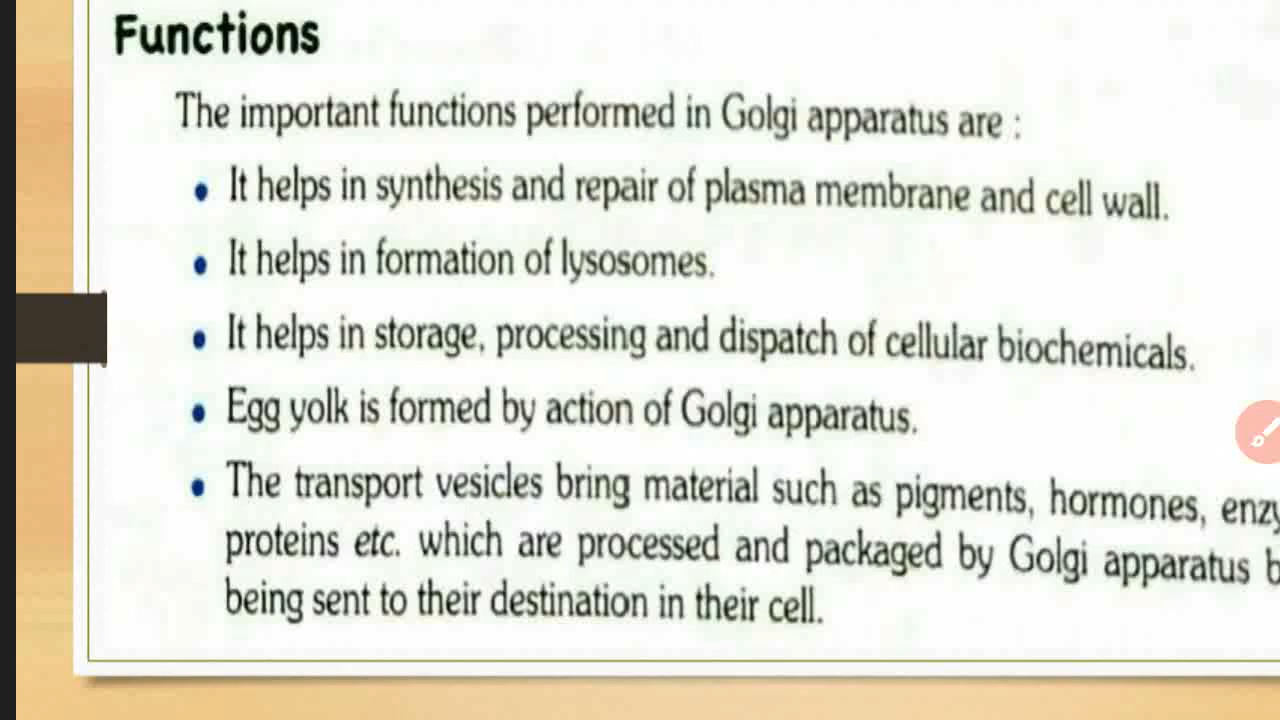 Functions
The important functions performed in Golgi apparatus are :
• It helps in synthesis and repair of plasma membrane and cell wall.
• It helps in formation of lysosomes.
• It helps in storage, processing and dispatch of cellular biochemicals.
• Egg yolk is formed by action of Golgi apparatus.
• The transport vesicles bring material such as pigments, hormones,
proteins etc. which are processed and packaged by Golgi apparatus
being sent to their destination in their cell.